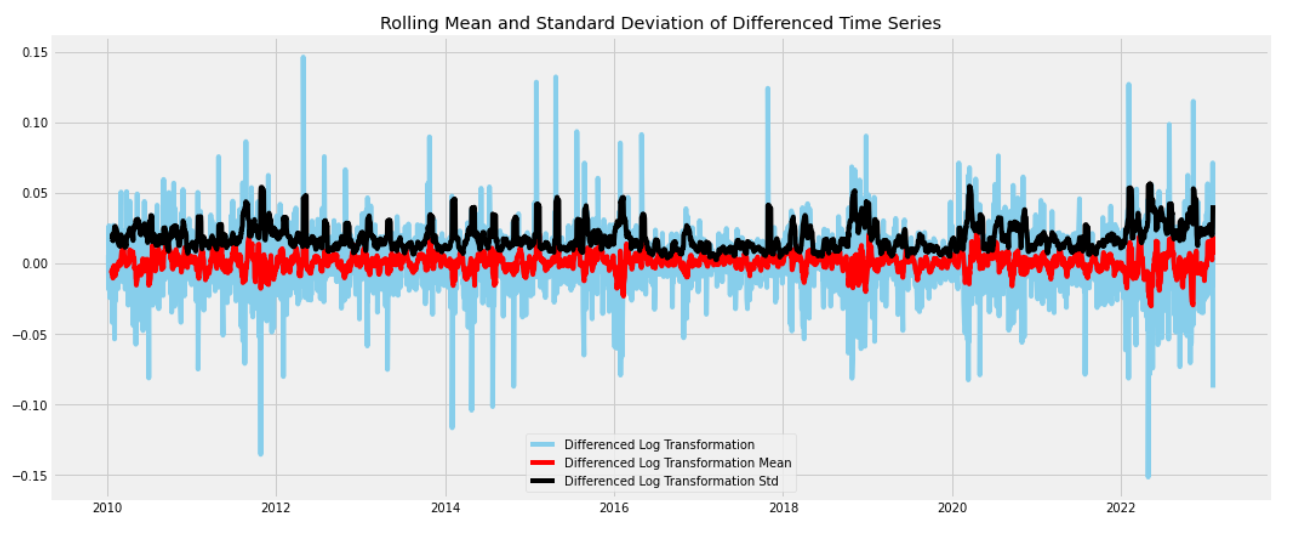 Rolling Mean and Standard Deviation of Differenced Time Series
0.15
0.10
0.05
0.00
−0.05
−0.10
−0.15
Differenced Log Transformation
Differenced Log Transformation Mean
Differenced Log Transformation Std
2010 2012 2014 2016 2018 2020 2022